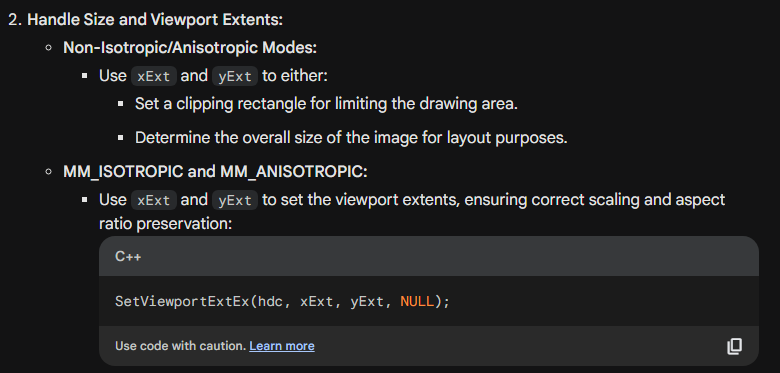 2. Handle Size and Viewport Extents:
Non-Isotropic/Anisotropic Modes:
Use xExt and yExt to either:
Set a clipping rectangle for limiting the drawing area.
Determine the overall size of the image for layout purposes.
MM_ISOTROPIC and MM_ANISOTROPIC:
Use xExt and yExt to set the viewport extents, ensuring correct scaling and aspect
ratio preservation:
C++
SetViewportExtEx(hdc, xExt, yExt, NULL);
Use code with caution. Learn more